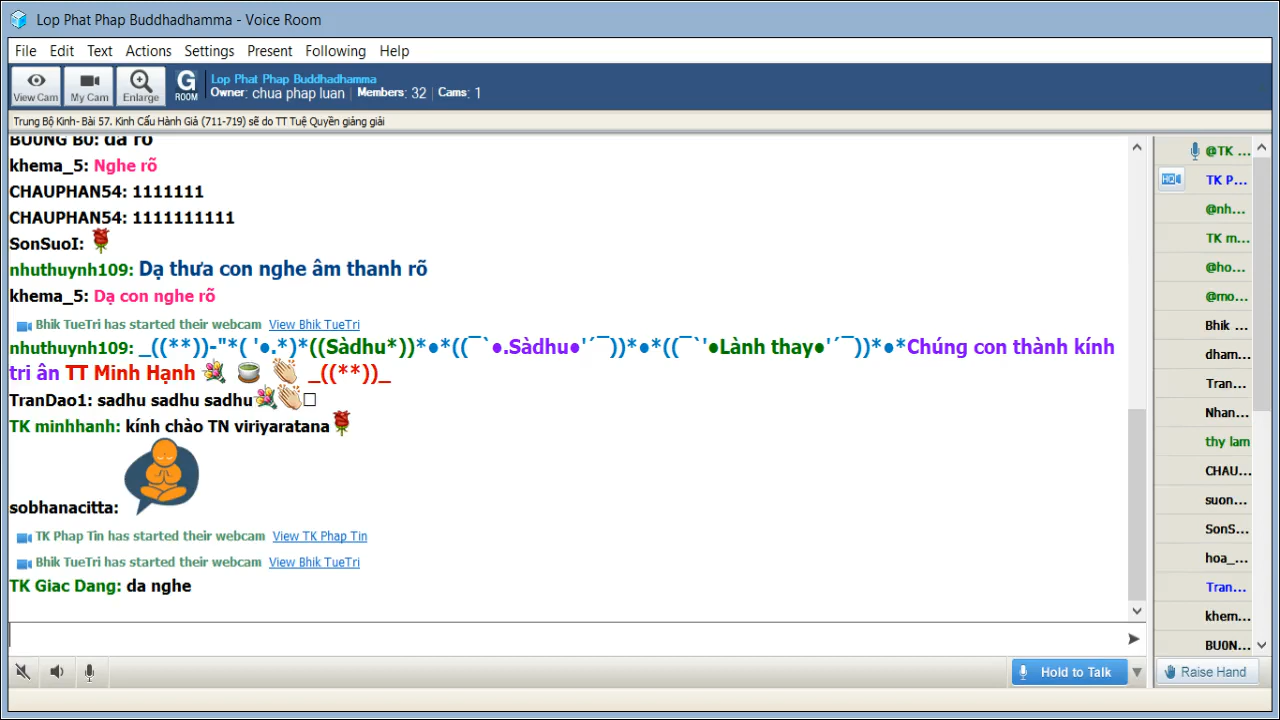 Lop Phat Phap Buddhadhamma - Voice Room
File Edit Text Actions Settings Present Following Help
View Cam My Cam Enlarge G ROOM
Lop Phat Phap Buddhadhamma
Owner: chua phap luan Members: 32 Cams: 1
Trung Bộ Kinh- Bài 57. Kinh Cẩu Hành Giả (711-719) sẽ do TT Tuệ Quyền giảng giải
BU0NG B0: da ro
khema_5: Nghe rõ
CHAUPHAN54: 1111111
CHAUPHAN54: 1111111111
SonSuoI:
nhuthuynh109: Dạ thưa con nghe âm thanh rõ
khema_5: Dạ con nghe rõ
Bhik TueTri has started their webcam View Bhik TueTri
nhuthuynh109: _((**))-"*( '●.*)*((Sàdhu*))*●*((¯`●.Sàdhu●'´¯))*●*((¯`'●Lành thay●'´¯))*●*Chúng con thành kính
tri ân TT Minh Hạnh _((**))_
TranDao1: sadhu sadhu sadhu
TK minhhanh: kính chào TN viriyaratana
sobhanacitta:
TK Phap Tin has started their webcam View TK Phap Tin
Bhik TueTri has started their webcam View Bhik TueTri
TK Giac Dang: da nghe
@TK ...
HQ TK P...
@nh...
TK m...
@ho...
@mo...
Bhik ...
dham...
Tran...
Nhan...
thy lam
CHAU...
suon...
SonS...
hoa_...
Tran...
khem...
BU0N...
Hold to Talk
Raise Hand